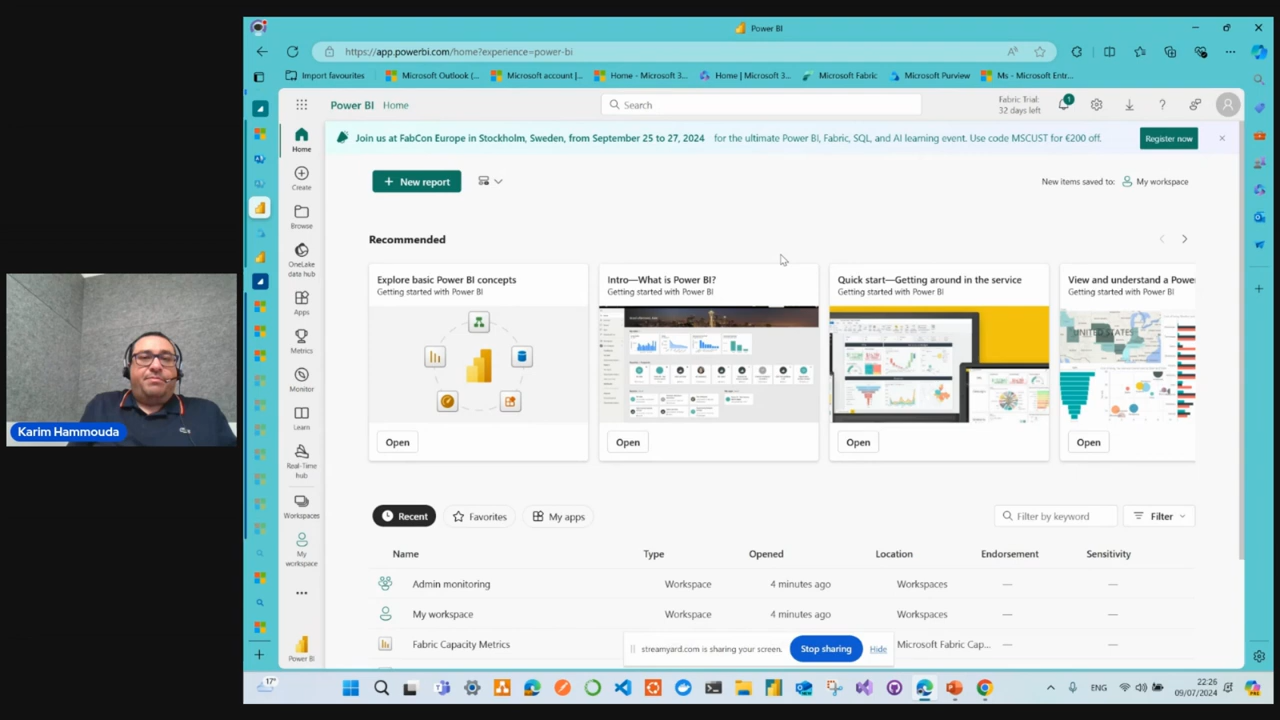 Power BI
https://app.powerbi.com/home?experience=power-bi
Import favourites
Microsoft Outlook (...
Microsoft account |...
Home - Microsoft 3...
Home | Microsoft 3...
Microsoft Fabric
Microsoft Purview
Ms - Microsoft Entr...
Power BI Home
Search
Fabric Trial:
32 days left
1
Join us at FabCon Europe in Stockholm, Sweden, from September 25 to 27, 2024 for the ultimate Power BI, Fabric, SQL, and AI learning event. Use code MSCUST for €200 off.
Register now
Home
Create
Browse
OneLake
data hub
Apps
Metrics
Monitor
Learn
Real-Time
hub
Workspaces
My
workspace
Power BI
+ New report
New items saved to: My workspace
Recommended
Explore basic Power BI concepts
Getting started with Power BI
Open
Intro—What is Power BI?
Getting started with Power BI
Open
Quick start—Getting around in the service
Getting started with Power BI
Open
View and understand a Power
Getting started with Power BI
UNITED STATES
Open
Karim Hammouda
Recent
Favorites
My apps
Filter by keyword
Filter
Name Type Opened Location Endorsement Sensitivity
Admin monitoring Workspace 4 minutes ago Workspaces — —
My workspace Workspace 4 minutes ago Workspaces — —
Fabric Capacity Metrics Microsoft Fabric Cap... — —
streamyard.com is sharing your screen.
Stop sharing
Hide
17°
ENG
22:26
09/07/2024